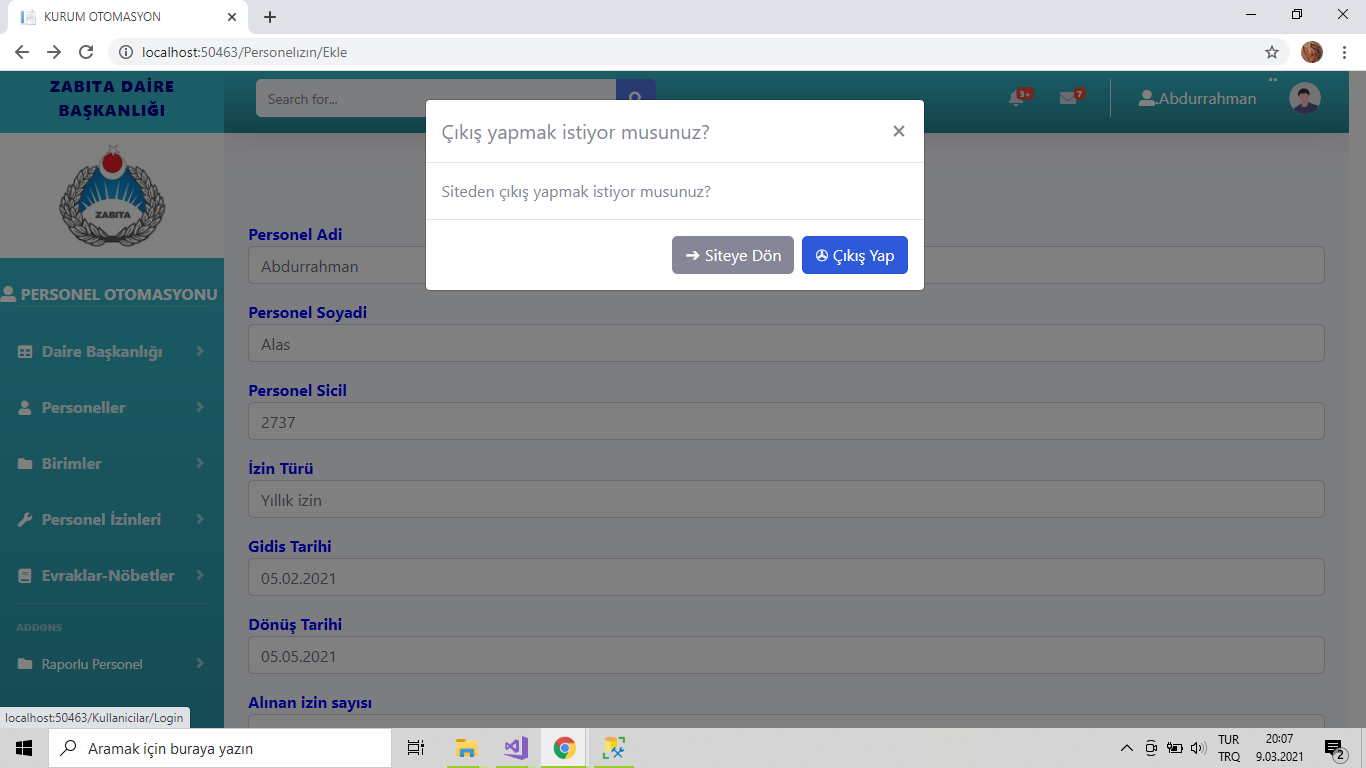 KURUM OTOMASYON
localhost:50463/Personelızın/Ekle
ZABITA DAİRE
BAŞKANLIĞI
Search for...
3+
7
Abdurrahman
ZABITA
Çıkış yapmak istiyor musunuz?
Siteden çıkış yapmak istiyor musunuz?
Siteye Dön
Çıkış Yap
PERSONEL OTOMASYONU
Daire Başkanlığı
Personeller
Birimler
Personel İzinleri
Evraklar-Nöbetler
ADDONS
Raporlu Personel
Personel Adi
Abdurrahman
Personel Soyadi
Alas
Personel Sicil
2737
İzin Türü
Yıllık izin
Gidis Tarihi
05.02.2021
Dönüş Tarihi
05.05.2021
Alınan izin sayısı
localhost:50463/Kullanicilar/Login
Aramak için buraya yazın
TUR
TRQ
20:07
9.03.2021
2